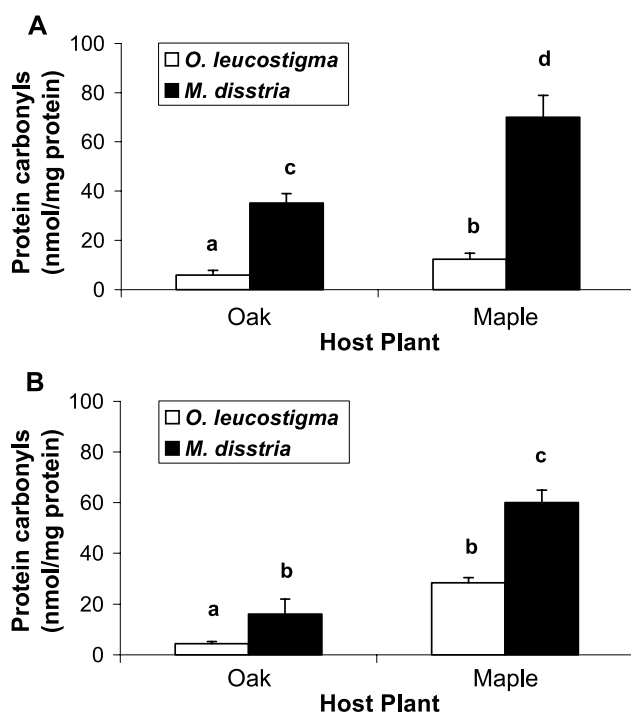 A
Protein carbonyls
(nmol/mg protein)
100
80
60
40
20
0
O. leucostigma
M. disstria
a
c
b
d
Oak
Maple
Host Plant
B
Protein carbonyls
(nmol/mg protein)
100
80
60
40
20
0
O. leucostigma
M. disstria
a
b
b
c
Oak
Maple
Host Plant